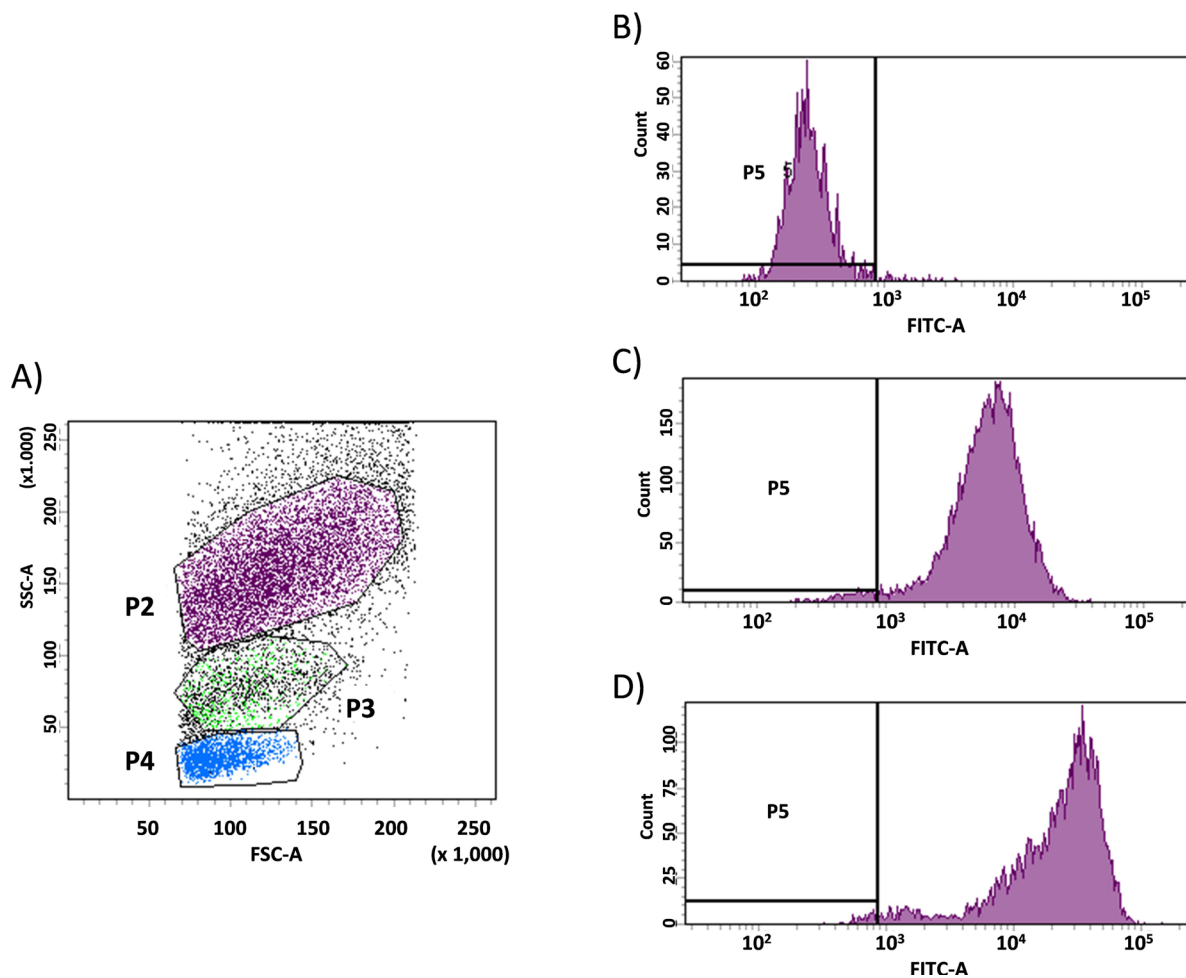 B)
Count
60
50
40
30
20
10
0
P5
10² 10³ 10⁴ 10⁵
FITC-A
A)
SSC-A
(x1.000)
250
200
150
100
50
P2
P3
P4
50 100 150 200 250
FSC-A (x 1,000)
C)
Count
150
100
50
0
P5
10² 10³ 10⁴ 10⁵
FITC-A
D)
Count
100
75
50
25
0
P5
10² 10³ 10⁴ 10⁵
FITC-A